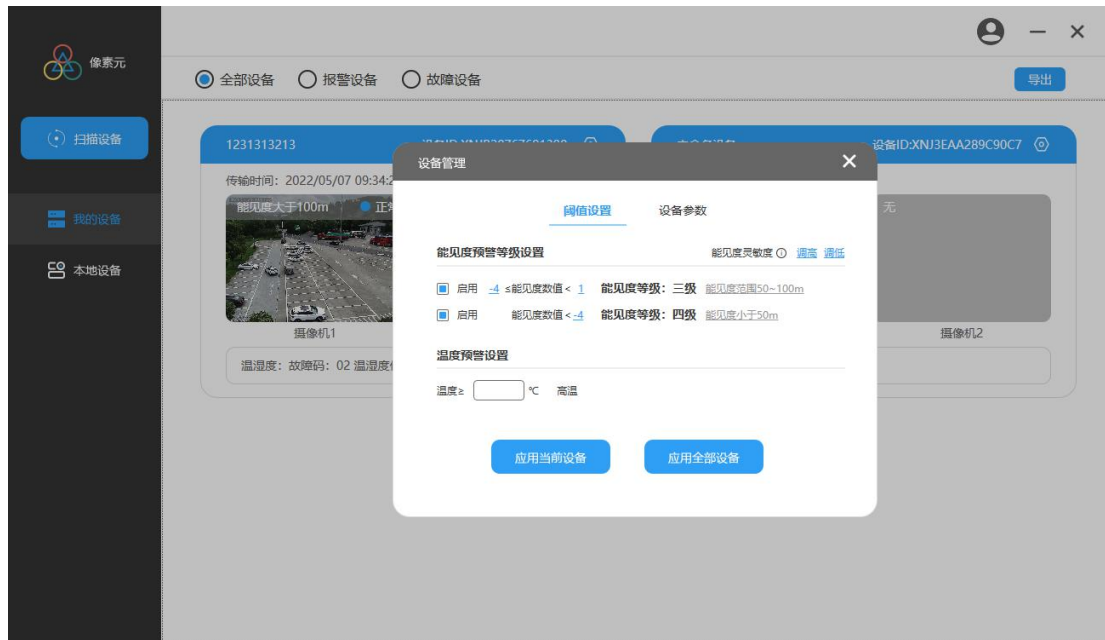 像素元
全部设备 报警设备 故障设备 导出
扫描设备
我的设备
本地设备
1231313213
设备ID:XNJ3EAA289C90C7
传输时间：2022/05/07 09:34:2
能见度大于100m 正常
无
摄像机1
摄像机2
温湿度：故障码：02 温湿度
设备管理
阈值设置 设备参数
能见度预警等级设置 能见度灵敏度 调高 调低
启用 -4 ≤能见度数值< 1 能见度等级：三级 能见度范围50~100m
启用 能见度数值<-4 能见度等级：四级 能见度小于50m
温度预警设置
温度≥ ℃ 高温
应用当前设备 应用全部设备